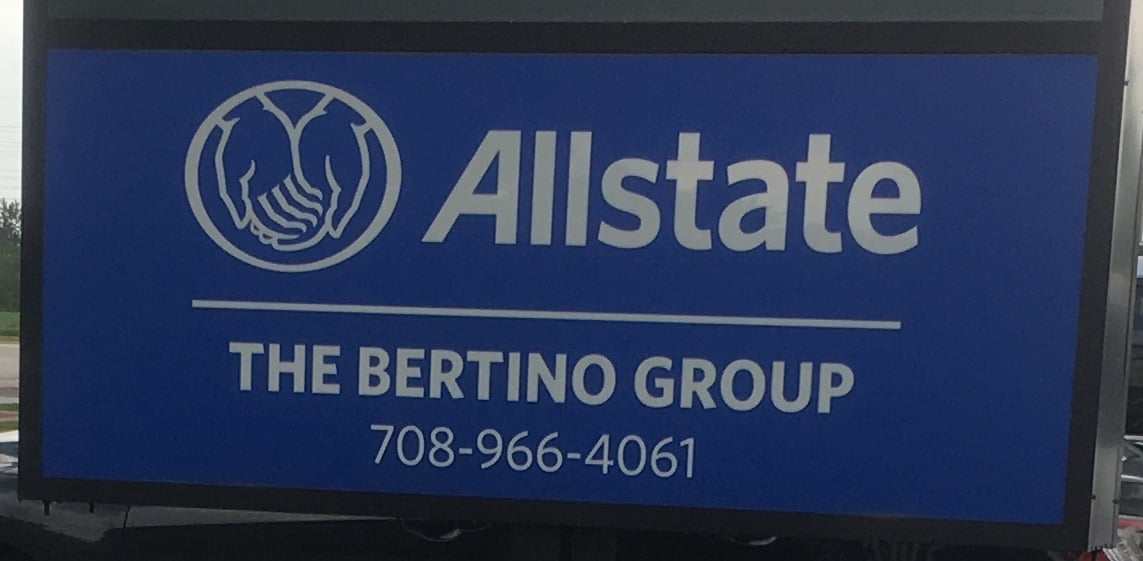 Allstate
THE BERTINO GROUP
708-966-4061